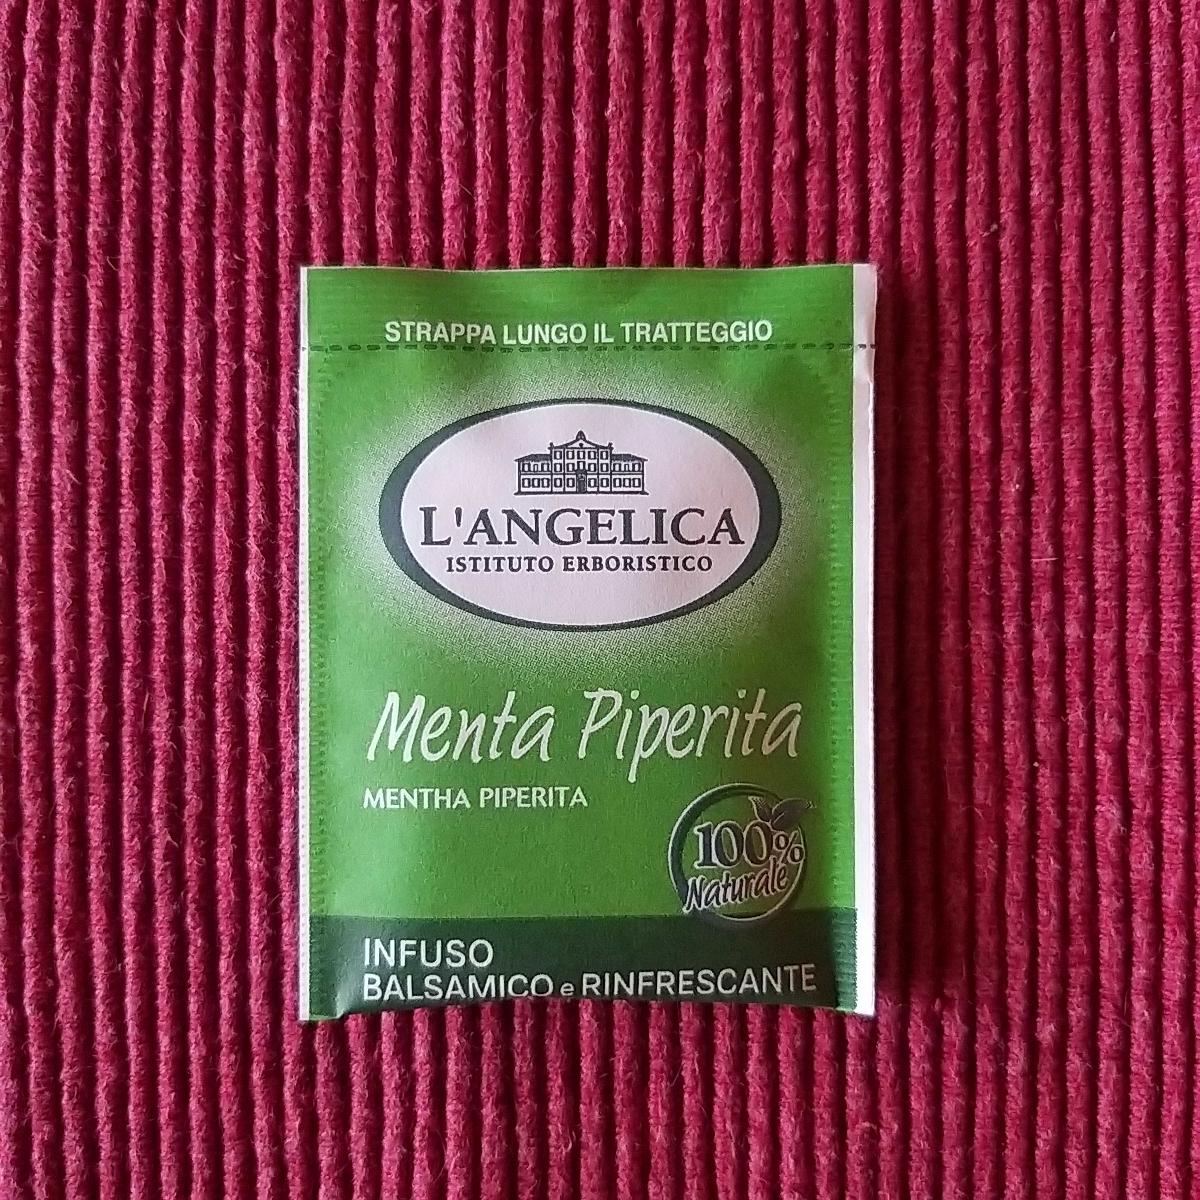 STRAPPA LUNGO IL TRATTEGGIO
L'ANGELICA
ISTITUTO ERBORISTICO
Menta Piperita
MENTHA PIPERITA
100%
Naturale
INFUSO
BALSAMICO e RINFRESCANTE